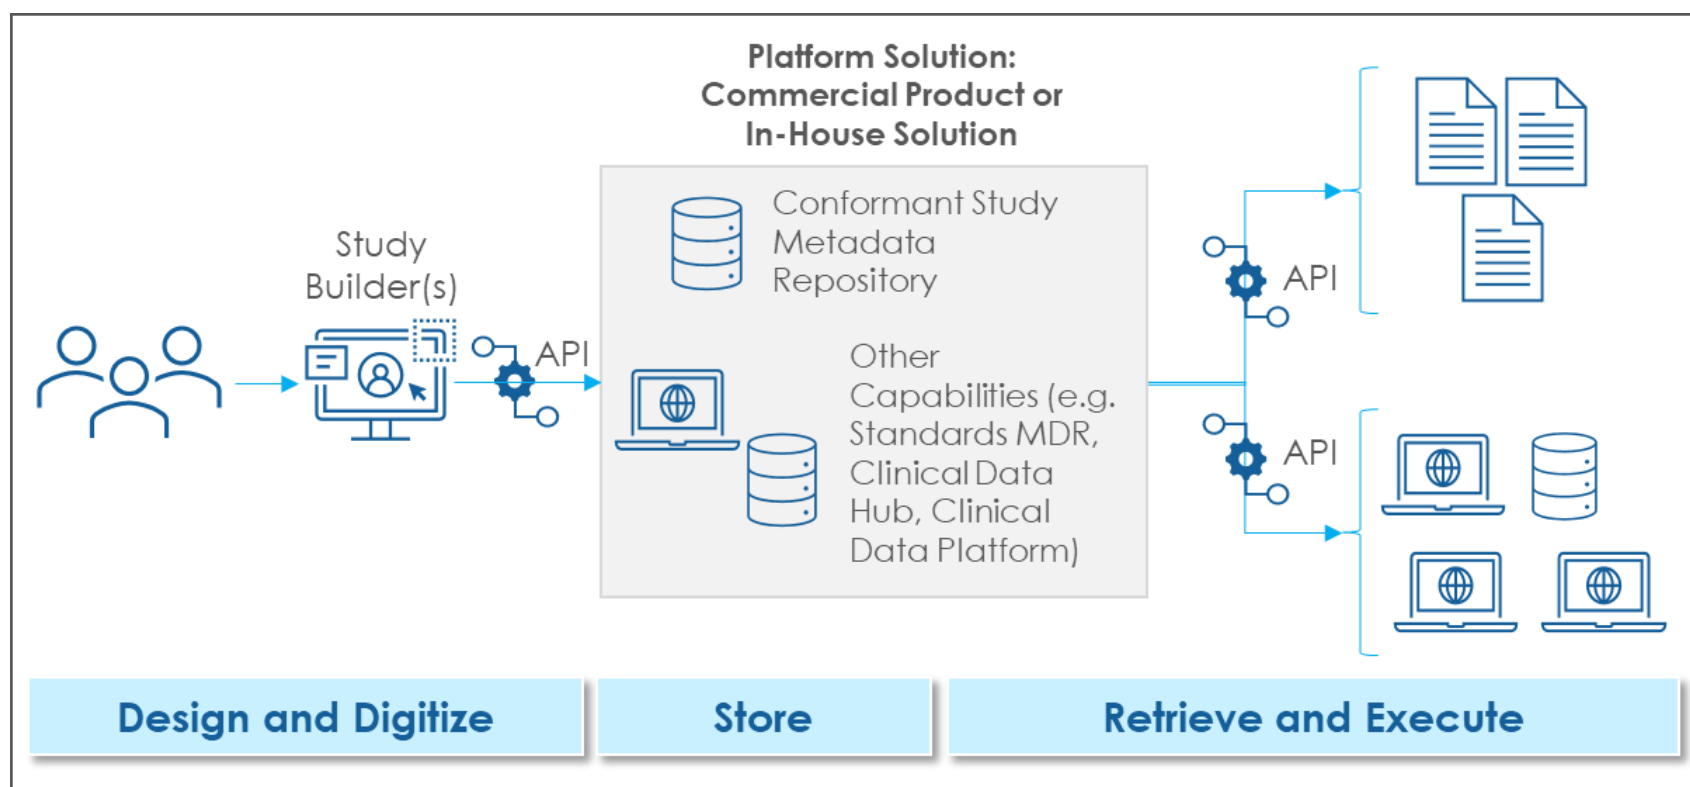 Platform Solution:
Commercial Product or
In-House Solution
Study
Builder(s)
API
Conformant Study
Metadata
Repository
Other
Capabilities (e.g.
Standards MDR,
Clinical Data
Hub, Clinical
Data Platform)
API
API
Design and Digitize
Store
Retrieve and Execute